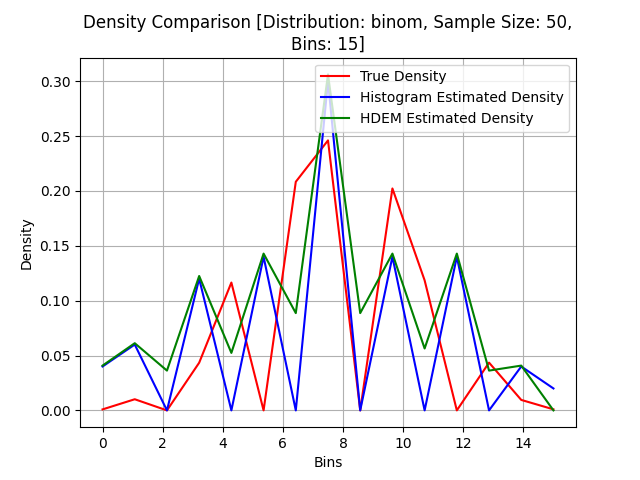 Density Comparison [Distribution: binom, Sample Size: 50,
Bins: 15]
True Density
Histogram Estimated Density
HDEM Estimated Density
Density
0.30
0.25
0.20
0.15
0.10
0.05
0.00
0 2 4 6 8 10 12 14
Bins